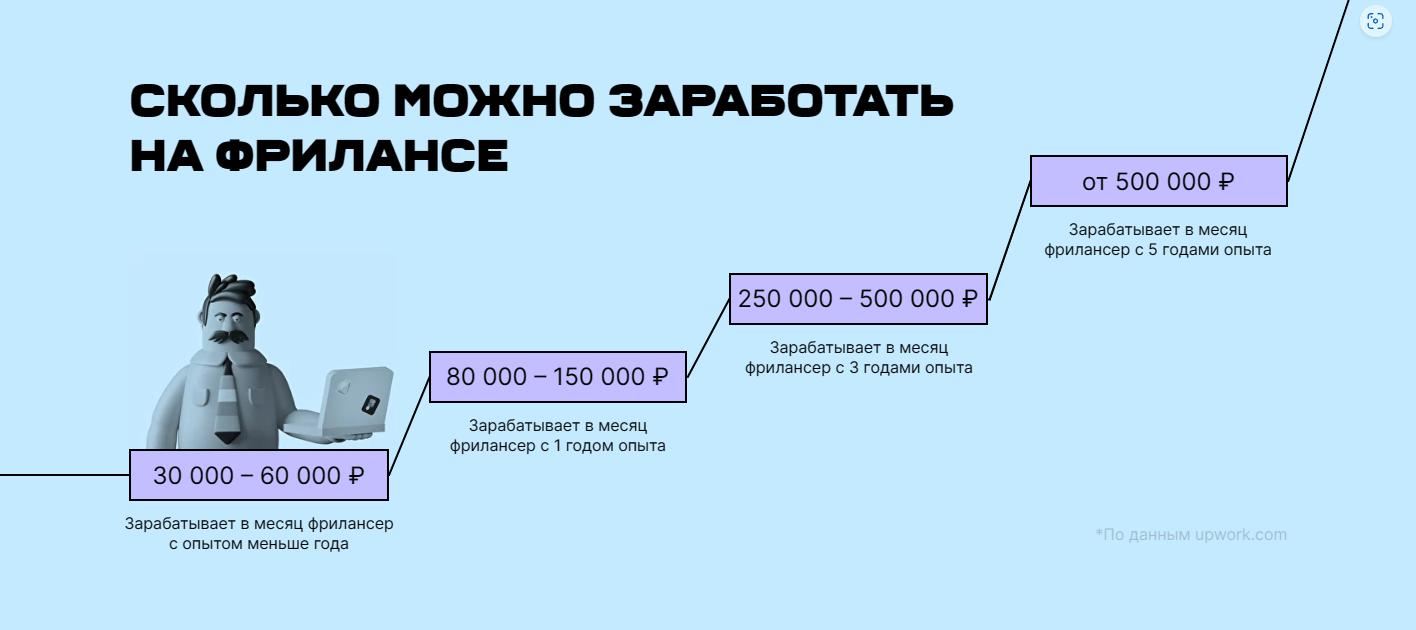 СКОЛЬКО МОЖНО ЗАРАБОТАТЬ
НА ФРИЛАНСЕ
30 000 – 60 000 ₽
Зарабатывает в месяц фрилансер
с опытом меньше года
80 000 – 150 000 ₽
Зарабатывает в месяц
фрилансер с 1 годом опыта
250 000 – 500 000 ₽
Зарабатывает в месяц
фрилансер с 3 годами опыта
от 500 000 ₽
Зарабатывает в месяц
фрилансер с 5 годами опыта
*По данным upwork.com